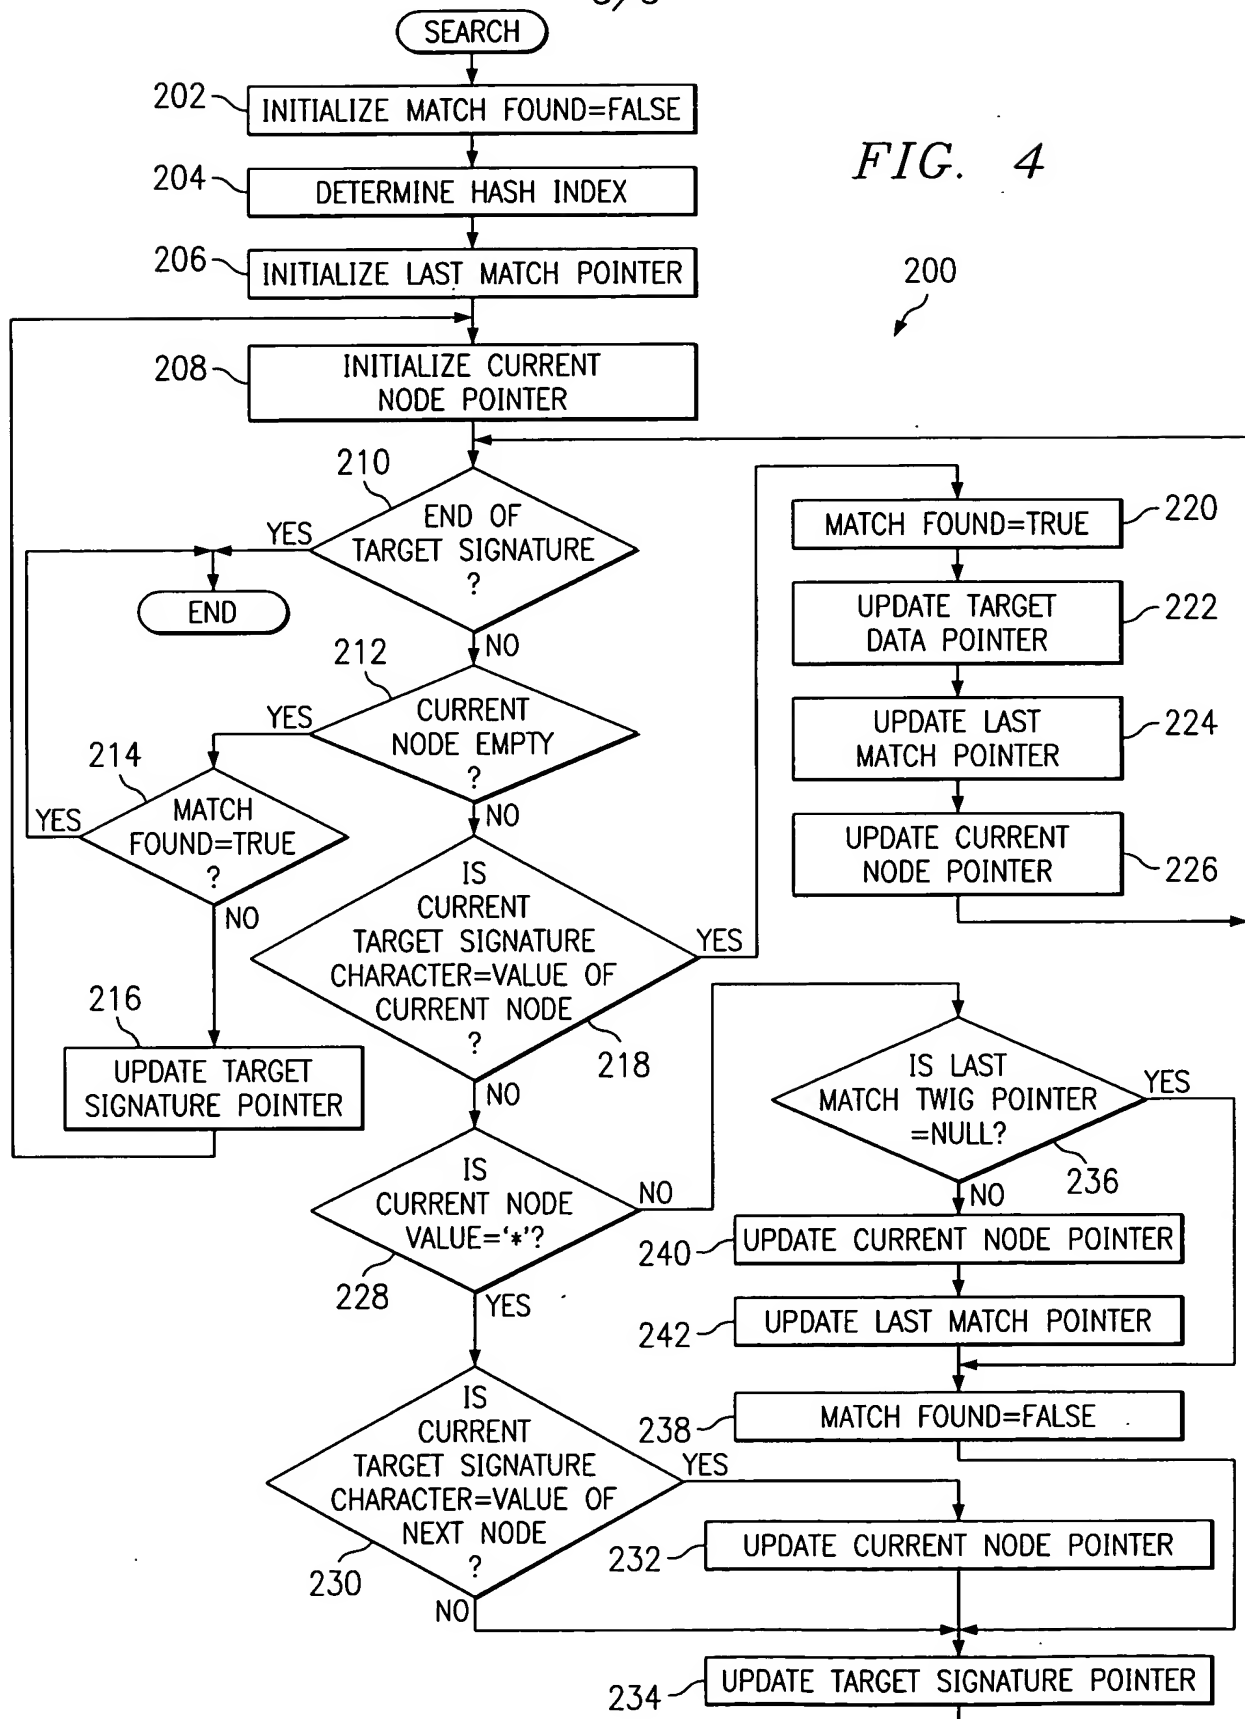 SEARCH
202
INITIALIZE MATCH FOUND=FALSE
FIG. 4
204
DETERMINE HASH INDEX
206
INITIALIZE LAST MATCH POINTER
200
208
INITIALIZE CURRENT
NODE POINTER
210
END OF
TARGET SIGNATURE
?
YES
NO
END
212
CURRENT
NODE EMPTY
?
YES
NO
214
MATCH
FOUND=TRUE
?
YES
NO
216
UPDATE TARGET
SIGNATURE POINTER
IS
CURRENT
TARGET SIGNATURE
CHARACTER=VALUE OF
CURRENT NODE
?
218
YES
NO
MATCH FOUND=TRUE
220
UPDATE TARGET
DATA POINTER
222
UPDATE LAST
MATCH POINTER
224
UPDATE CURRENT
NODE POINTER
226
IS
CURRENT NODE
VALUE='*'?
228
NO
YES
IS LAST
MATCH TWIG POINTER
=NULL?
236
YES
NO
240
UPDATE CURRENT NODE POINTER
242
UPDATE LAST MATCH POINTER
238
MATCH FOUND=FALSE
IS
CURRENT
TARGET SIGNATURE
CHARACTER=VALUE OF
NEXT NODE
?
230
YES
NO
232
UPDATE CURRENT NODE POINTER
234
UPDATE TARGET SIGNATURE POINTER